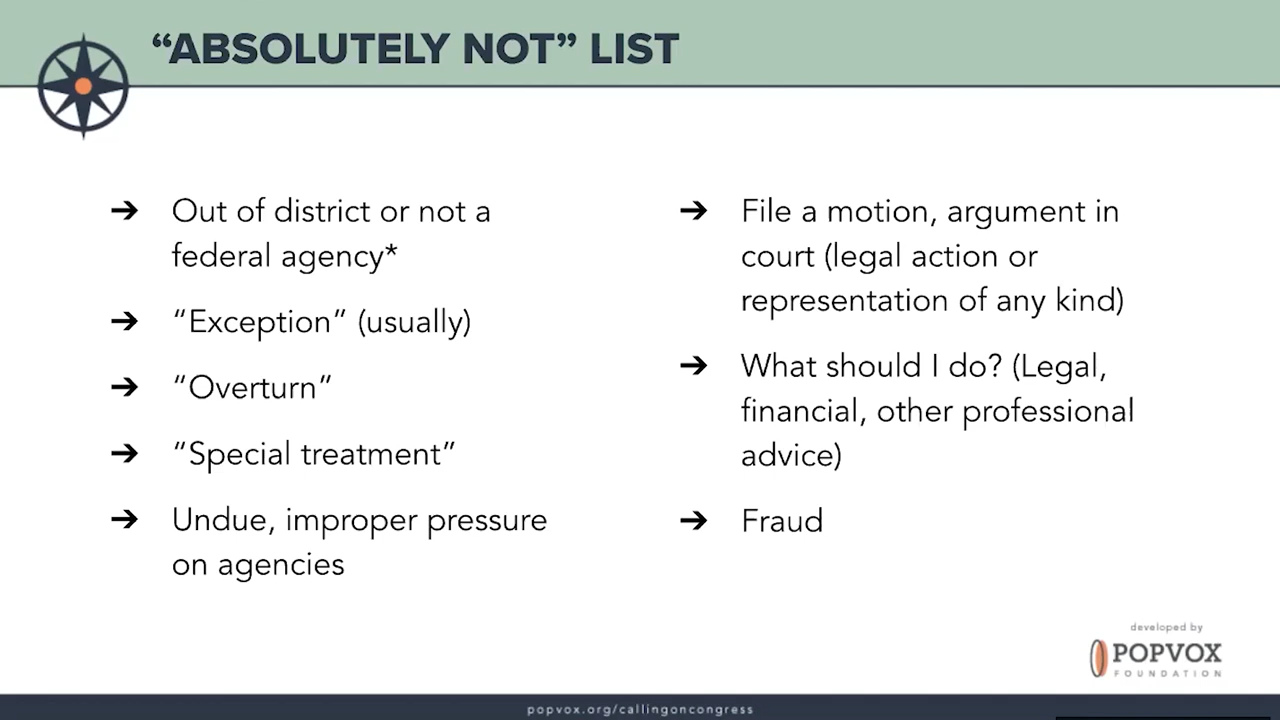 “ABSOLUTELY NOT” LIST
➔ Out of district or not a
federal agency*
➔ “Exception” (usually)
➔ “Overturn”
➔ “Special treatment”
➔ Undue, improper pressure
on agencies
➔ File a motion, argument in
court (legal action or
representation of any kind)
➔ What should I do? (Legal,
financial, other professional
advice)
➔ Fraud
developed by
POPVOX
FOUNDATION
popvox.org/callingoncongress